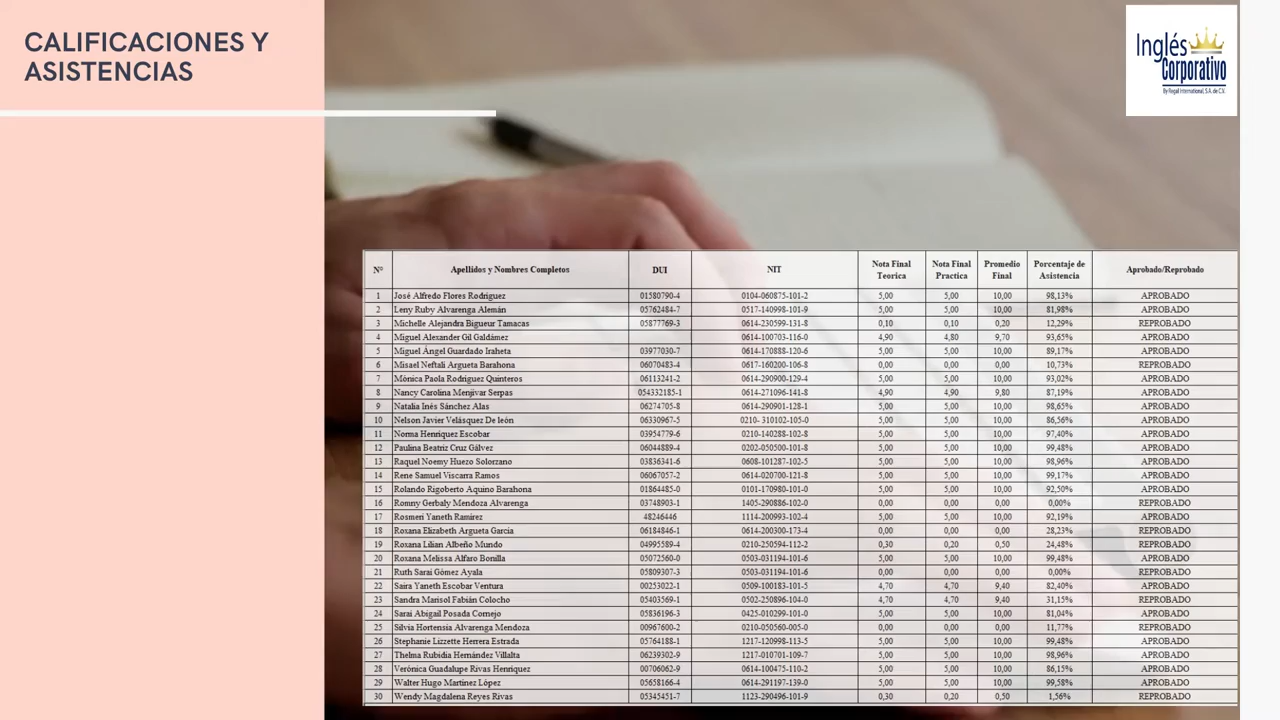 CALIFICACIONES Y
ASISTENCIAS
Inglés
Corporativo
By Regal International, S.A. de C.V.
N° Apellidos y Nombres Completos DUI NIT Nota Final Teorica Nota Final Practica Promedio Final Porcentaje de Asistencia Aprobado/Reprobado
1 José Alfredo Flores Rodriguez 01580790-4 0104-060875-101-2 5,00 5,00 10,00 98,13% APROBADO
2 Leny Ruby Alvarenga Alemán 05762484-7 0517-140998-101-9 5,00 5,00 10,00 81,98% APROBADO
3 Michelle Alejandra Bigueur Tamacas 05877769-3 0614-230599-131-8 0,10 0,10 0,20 12,29% REPROBADO
4 Miguel Alexander Gil Galdámez 0614-100703-116-0 4,90 4,80 9,70 93,65% APROBADO
5 Miguel Ángel Guardado Iraheta 03977030-7 0614-170888-120-6 5,00 5,00 10,00 89,17% APROBADO
6 Misael Neftali Argueta Barahona 06070483-4 0617-160200-106-8 0,00 0,00 0,00 10,73% REPROBADO
7 Mónica Paola Rodriguez Quinteros 06113241-2 0614-290900-129-4 5,00 5,00 10,00 93,02% APROBADO
8 Nancy Carolina Menjivar Serpas 054332185-1 0614-271096-141-8 4,90 4,90 9,80 87,19% APROBADO
9 Natalia Inés Sánchez Alas 06274705-8 0614-290901-128-1 5,00 5,00 10,00 98,65% APROBADO
10 Nelson Javier Velásquez De león 06330967-5 0210- 310102-105-0 5,00 5,00 10,00 86,56% APROBADO
11 Norma Henriquez Escobar 03954779-6 0210-140288-102-8 5,00 5,00 10,00 97,40% APROBADO
12 Paulina Beatriz Cruz Gálvez 06044889-4 0202-050500-101-8 5,00 5,00 10,00 99,48% APROBADO
13 Raquel Noemy Huezo Solorzano 03836341-6 0608-101287-102-5 5,00 5,00 10,00 98,96% APROBADO
14 Rene Samuel Viscarra Ramos 06067057-2 0614-020700-121-8 5,00 5,00 10,00 99,17% APROBADO
15 Rolando Rigoberto Aquino Barahona 01864485-0 0101-170980-101-0 5,00 5,00 10,00 92,50% APROBADO
16 Romny Gerbaly Mendoza Alvarenga 03748903-1 1405-290886-102-0 0,00 0,00 0,00 0,00% REPROBADO
17 Rosmeri Yaneth Ramirez 48246446 1114-200993-102-4 5,00 5,00 10,00 92,19% APROBADO
18 Roxana Elizabeth Argueta García 06184846-1 0614-200300-173-4 0,00 0,00 0,00 28,23% REPROBADO
19 Roxana Lilian Albeño Mundo 04995589-4 0210-250594-112-2 0,30 0,20 0,50 24,48% REPROBADO
20 Roxana Melissa Alfaro Bonilla 05072560-0 0503-031194-101-6 5,00 5,00 10,00 99,48% APROBADO
21 Ruth Sarai Gómez Ayala 05809307-3 0503-031194-101-6 0,00 0,00 0,00 0,00% REPROBADO
22 Saira Yaneth Escobar Ventura 00253022-1 0509-100183-101-5 4,70 4,70 9,40 82,40% APROBADO
23 Sandra Marisol Fabián Colocho 05403569-1 0502-250896-104-0 4,70 4,70 9,40 31,15% REPROBADO
24 Sarai Abigail Posada Cornejo 05836196-3 0425-010299-101-0 5,00 5,00 10,00 81,04% APROBADO
25 Silvia Hortensia Alvarenga Mendoza 00967600-2 0210-050560-005-0 0,00 0,00 0,00 11,77% REPROBADO
26 Stephanie Lizzette Herrera Estrada 05764188-1 1217-120998-113-5 5,00 5,00 10,00 99,48% APROBADO
27 Thelma Rubidia Hernández Villalta 06239302-9 1217-010701-109-7 5,00 5,00 10,00 98,96% APROBADO
28 Verónica Guadalupe Rivas Henriquez 00706062-9 0614-100475-110-2 5,00 5,00 10,00 86,15% APROBADO
29 Walter Hugo Martinez López 05658166-4 0614-291197-139-0 5,00 5,00 10,00 99,58% APROBADO
30 Wendy Magdalena Reyes Rivas 05345451-7 1123-290496-101-9 0,30 0,20 0,50 1,56% REPROBADO